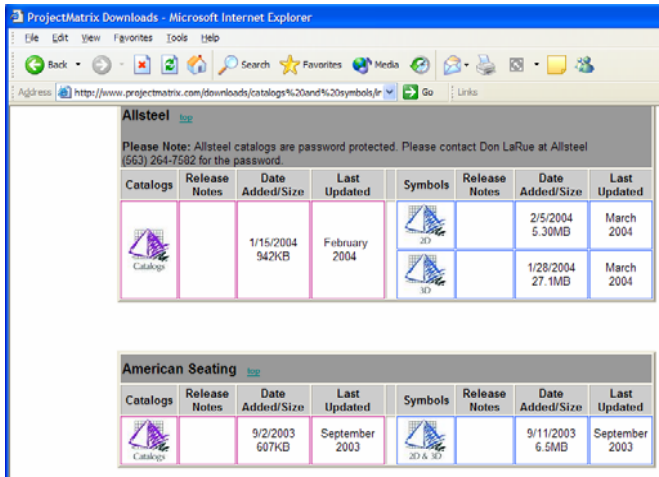 ProjectMatrix Downloads - Microsoft Internet Explorer
File Edit View Favorites Tools Help
Back Search Favorites Media
Address http://www.projectmatrix.com/downloads/catalogs%20and%20symbols/ir Go Links
Allsteel top
Please Note: Allsteel catalogs are password protected. Please contact Don LaRue at Allsteel
(563) 264-7582 for the password.
Catalogs Release Notes Date Added/Size Last Updated Symbols Release Notes Date Added/Size Last Updated
Catalogs
1/15/2004
942KB
February
2004
2D
2/5/2004
5.30MB
March
2004
3D
1/28/2004
27.1MB
March
2004
American Seating top
Catalogs Release Notes Date Added/Size Last Updated Symbols Release Notes Date Added/Size Last Updated
Catalogs
9/2/2003
607KB
September
2003
2D & 3D
9/11/2003
6.5MB
September
2003